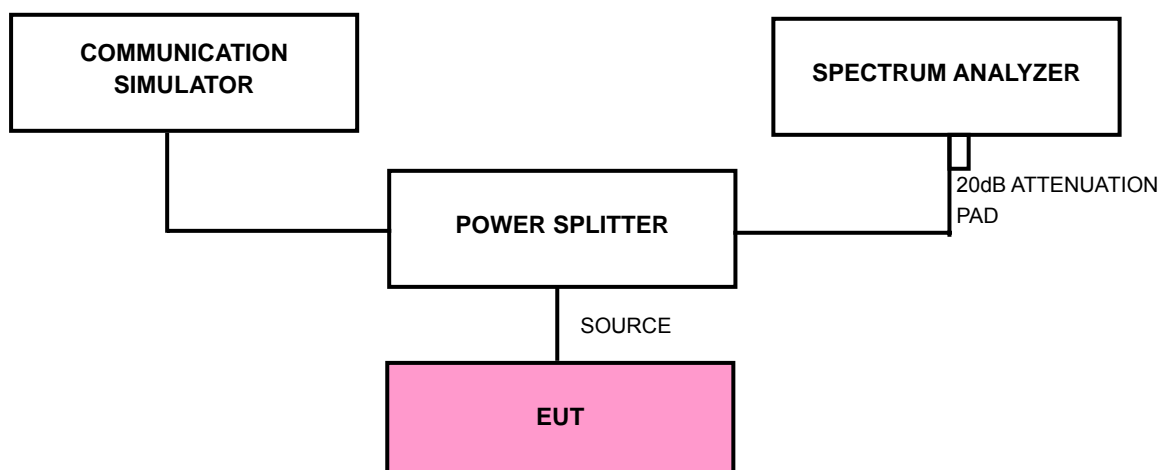 COMMUNICATION
SIMULATOR
SPECTRUM ANALYZER
20dB ATTENUATION
PAD
POWER SPLITTER
SOURCE
EUT